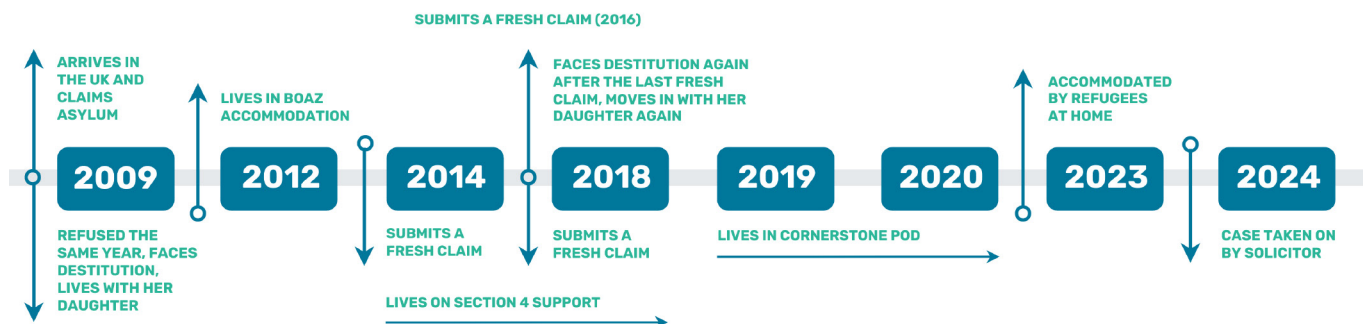 SUBMITS A FRESH CLAIM (2016)
ARRIVES IN
THE UK AND
CLAIMS
ASYLUM
LIVES IN BOAZ
ACCOMMODATION
FACES DESTITUTION AGAIN
AFTER THE LAST FRESH
CLAIM, MOVES IN WITH HER
DAUGHTER AGAIN
ACCOMMODATED
BY REFUGEES
AT HOME
2009
2012
2014
2018
2019
2020
2023
2024
REFUSED THE
SAME YEAR, FACES
DESTITUTION,
LIVES WITH HER
DAUGHTER
SUBMITS A
FRESH CLAIM
SUBMITS A
FRESH CLAIM
LIVES IN CORNERSTONE POD
CASE TAKEN ON
BY SOLICITOR
LIVES ON SECTION 4 SUPPORT